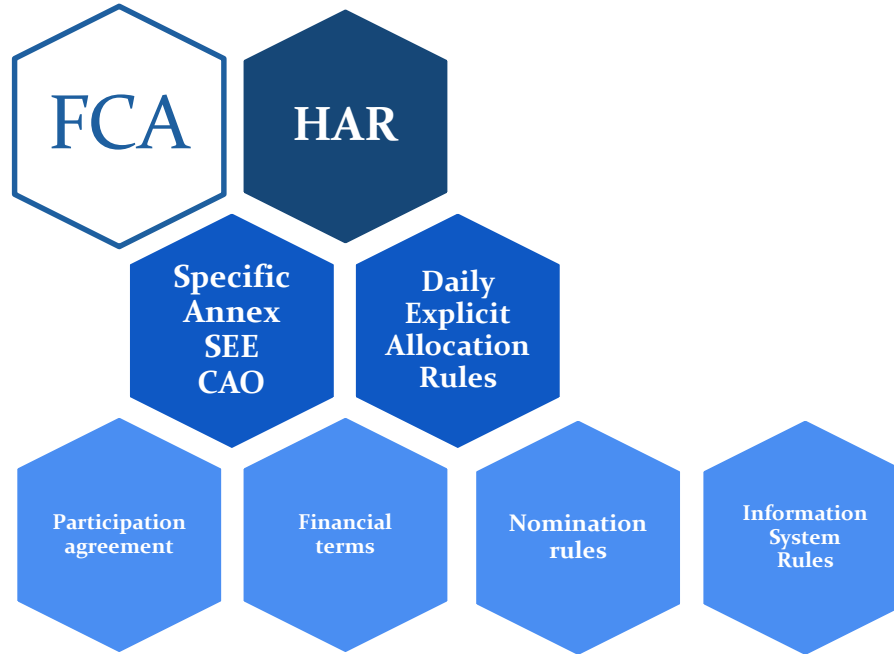 FCA
HAR
Specific
Annex
SEE
CAO
Daily
Explicit
Allocation
Rules
Participation
agreement
Financial
terms
Nomination
rules
Information
System
Rules